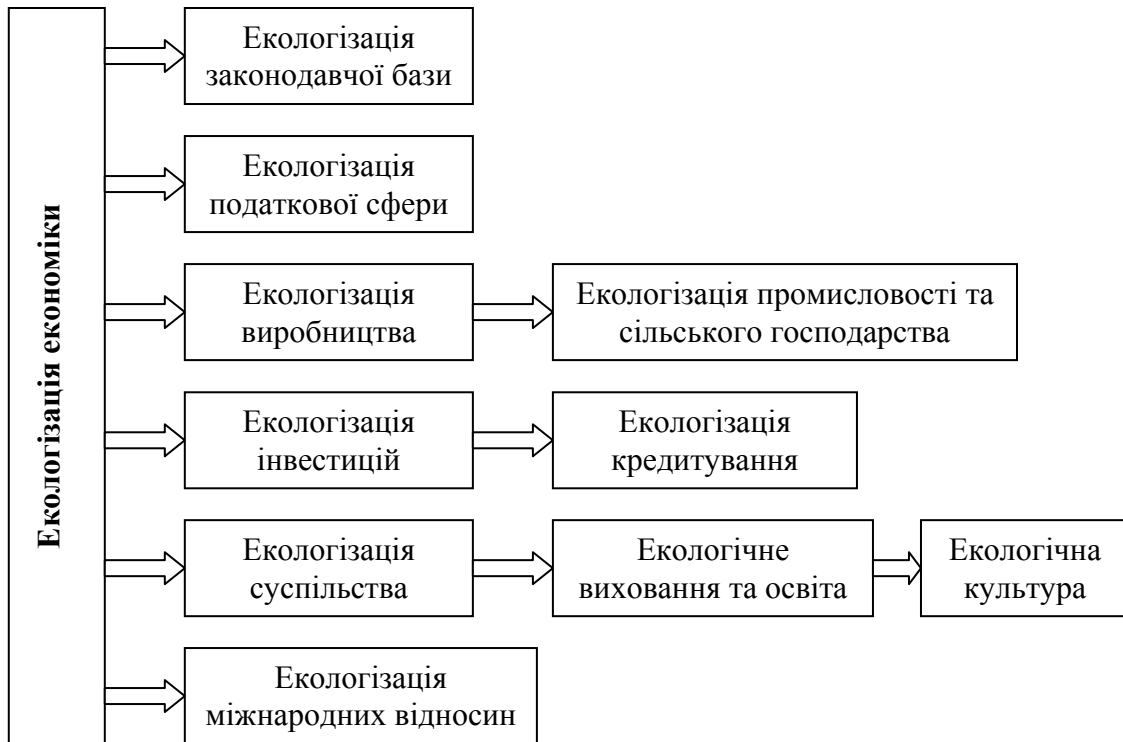 Екологізація економіки
Екологізація
законодавчої бази
Екологізація
податкової сфери
Екологізація
виробництва
Екологізація промисловості та
сільського господарства
Екологізація
інвестицій
Екологізація
кредитування
Екологізація
суспільства
Екологічне
виховання та освіта
Екологічна
культура
Екологізація
міжнародних відносин